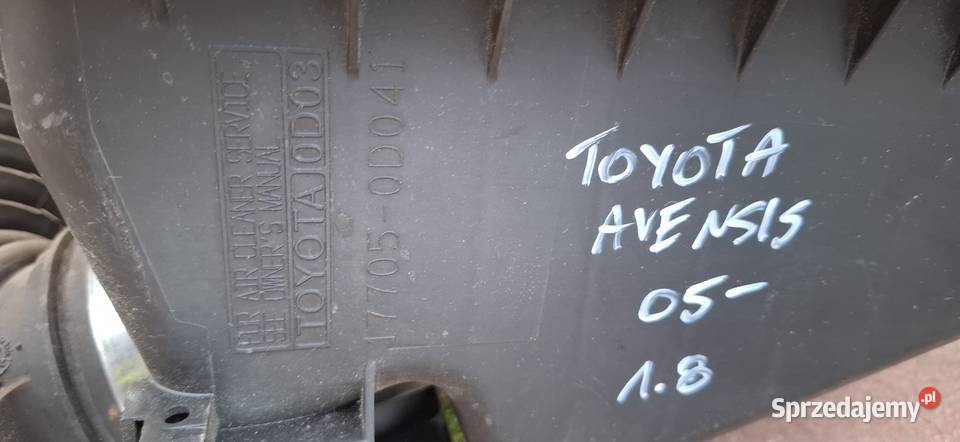 FOR AIR CLEANER SERVICE
SEE OWNER'S MANUAL
TOYOTA 0D03
17705-0D041
TOYOTA
AVENSIS
05-
1.8
Sprzedajemy.pl